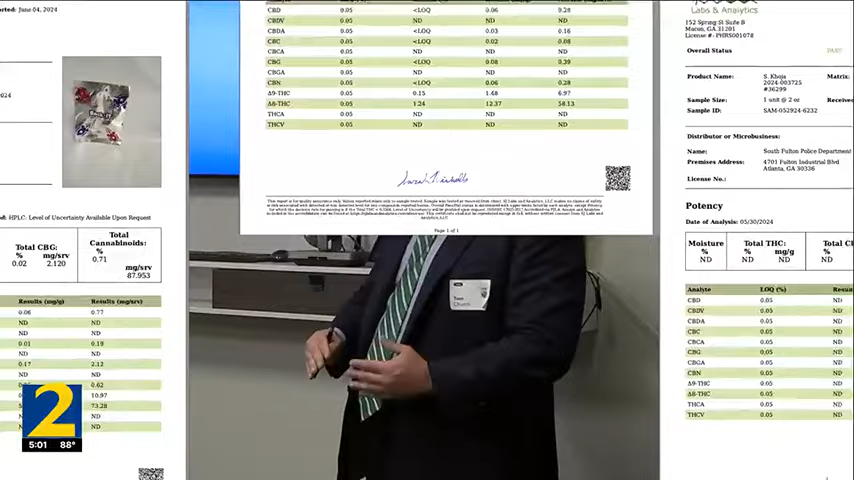 orted: June 04, 2024
2024
HPLC: Level of Uncertainty Available Upon Request
Total CBG:
% mg/srv
0.02 2.120
Total
Cannabinoids:
%
0.71
mg/srv
87.953
Results (mg/g) Results (mg/srv)
0.06 0.77
ND ND
ND ND
0.01 0.19
ND ND
0.17 2.12
ND ND
0.62
10.97
73.28
ND
ND
2
5:01 88°
CBD 0.05 <LOQ 0.06 0.28
CBDV 0.05 ND ND ND
CBDA 0.05 <LOQ 0.03 0.16
CBC 0.05 <LOQ 0.02 0.08
CBCA 0.05 ND ND ND
CBG 0.05 <LOQ 0.08 0.39
CBGA 0.05 ND ND ND
CBN 0.05 <LOQ 0.06 0.28
Δ9-THC 0.05 0.15 1.48 6.97
Δ8-THC 0.05 1.24 12.37 58.13
THCA 0.05 ND ND ND
THCV 0.05 ND ND ND
Page 1 of 1
Labs & Analytics
152 Spring St Suite B
Macon, GA 31201
License #: PHRS001078
Overall Status PASS
Product Name: S. Khoja Matrix:
2024-003725
#36299
Sample Size: 1 unit @ 2 oz Received
Sample ID: SAM-052924-6232
Distributor or Microbusiness:
Name: South Fulton Police Department
Premises Address: 4701 Fulton Industrial Blvd
Atlanta, GA 30336
License No.:
Potency
Date of Analysis: 05/30/2024
Moisture
%
ND
Total THC:
% mg/g
ND ND
Total C
%
ND
Analyte LOQ (%) Resu
CBD 0.05 ND
CBDV 0.05 ND
CBDA 0.05 ND
CBC 0.05 ND
CBCA 0.05 ND
CBG 0.05 ND
CBGA 0.05 ND
CBN 0.05 ND
Δ9-THC 0.05 ND
Δ8-THC 0.05 ND
THCA 0.05 ND
THCV 0.05 ND